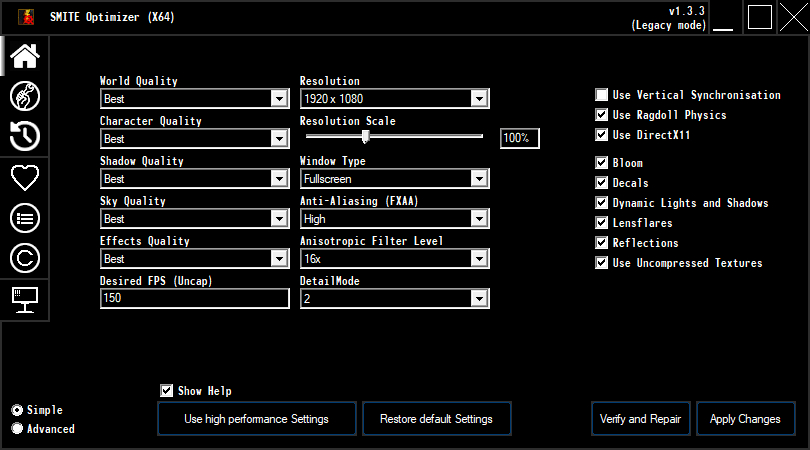 SMITE Optimizer (X64)
v1.3.3
(Legacy mode)
World Quality
Best
Resolution
1920 x 1080
Character Quality
Best
Resolution Scale
100%
Shadow Quality
Best
Window Type
Fullscreen
Sky Quality
Best
Anti-Aliasing (FXAA)
High
Effects Quality
Best
Anisotropic Filter Level
16x
Desired FPS (Uncap)
150
DetailMode
2
Use Vertical Synchronisation
Use Ragdoll Physics
Use DirectX11
Bloom
Decals
Dynamic Lights and Shadows
Lensflares
Reflections
Use Uncompressed Textures
Show Help
Simple
Advanced
Use high performance Settings
Restore default Settings
Verify and Repair
Apply Changes